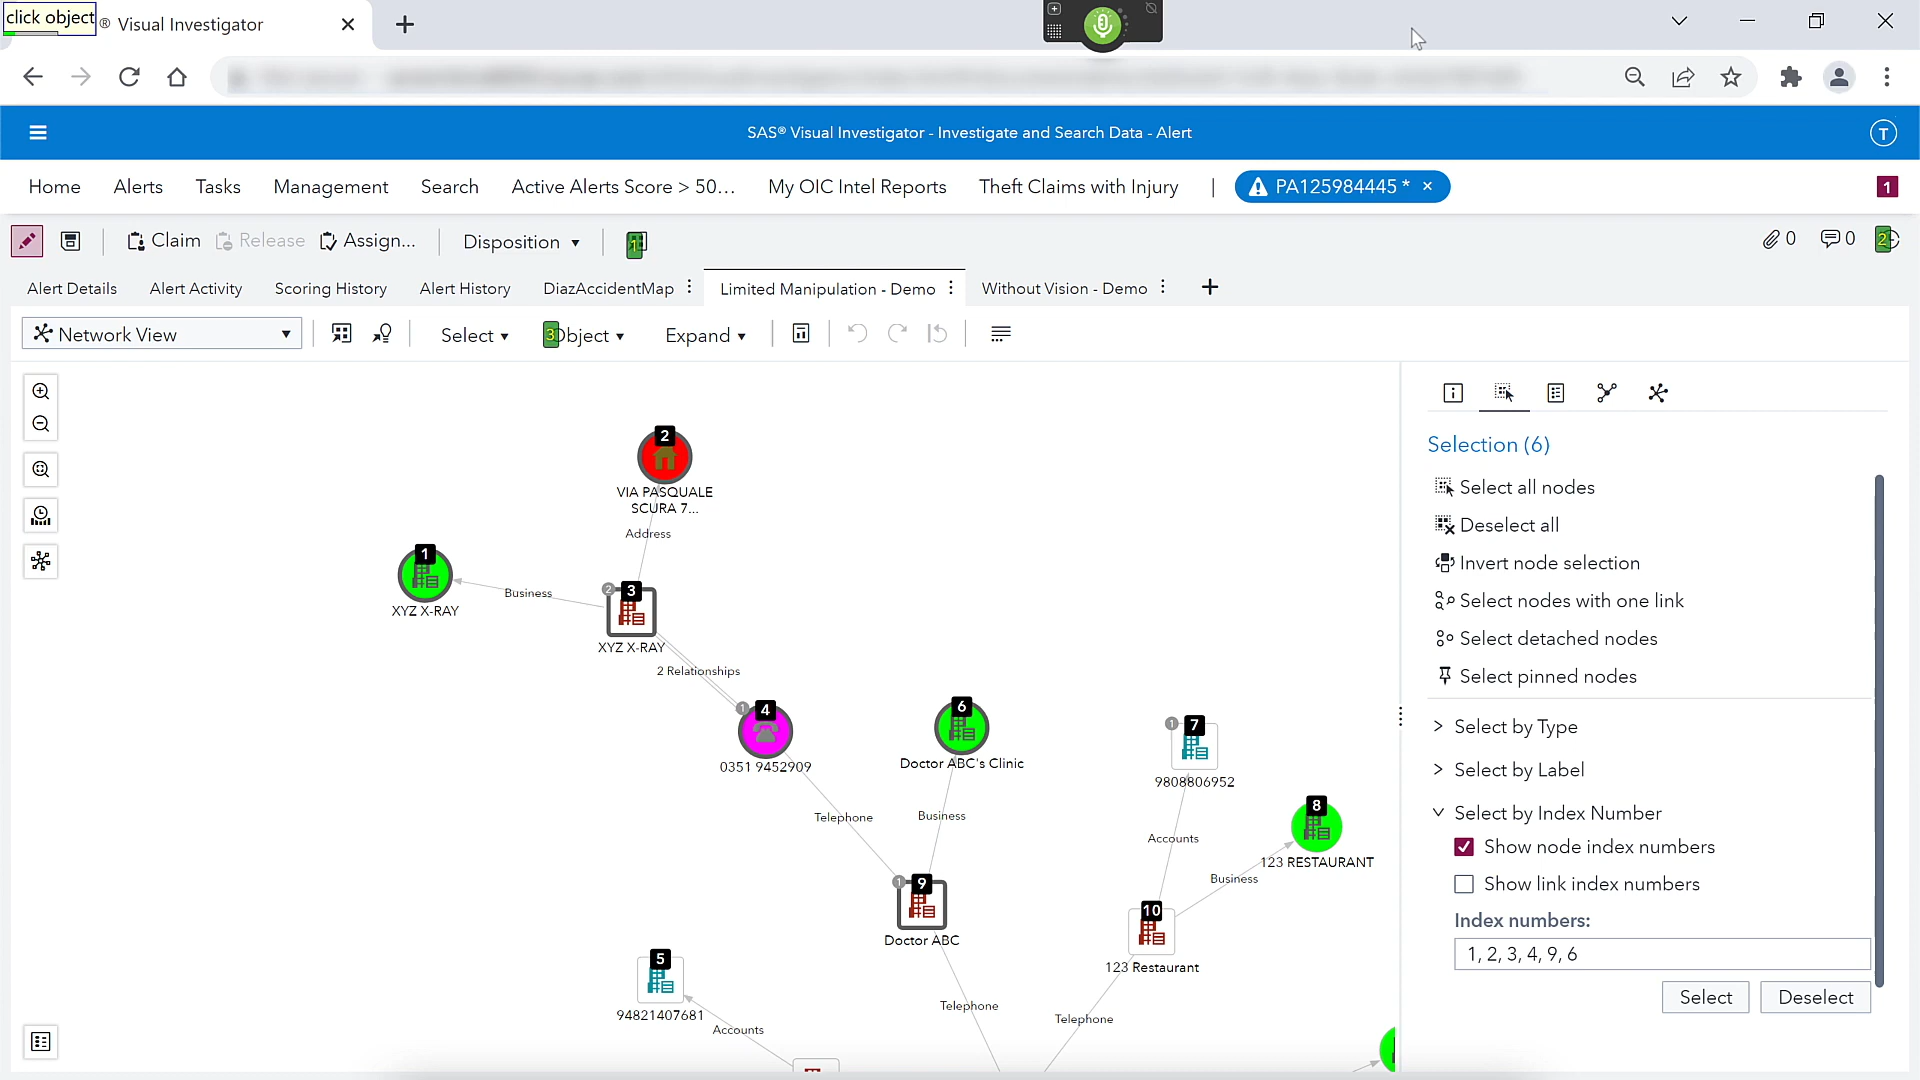 click object
® Visual Investigator
SAS® Visual Investigator - Investigate and Search Data - Alert
T
Home Alerts Tasks Management Search Active Alerts Score > 50... My OIC Intel Reports Theft Claims with Injury | PA125984445 * × 1
Claim Release Assign... Disposition 1 0 0 2
Alert Details Alert Activity Scoring History Alert History DiazAccidentMap Limited Manipulation - Demo Without Vision - Demo
Network View Select 3 bject Expand
Selection (6)
Select all nodes
Deselect all
Invert node selection
Select nodes with one link
Select detached nodes
Select pinned nodes
Select by Type
Select by Label
Select by Index Number
Show node index numbers
Show link index numbers
Index numbers:
1, 2, 3, 4, 9, 6
Select Deselect
2
VIA PASQUALE
SCURA 7...
Address
1
XYZ X-RAY
Business
2 3
XYZ X-RAY
2 Relationships
1 4
0351 9452909
6
Doctor ABC's Clinic
1 7
9808806952
8
123 RESTAURANT
Telephone
Business
Accounts
Business
1 9
Doctor ABC
10
123 Restaurant
5
94821407681
Telephone
Telephone
Accounts